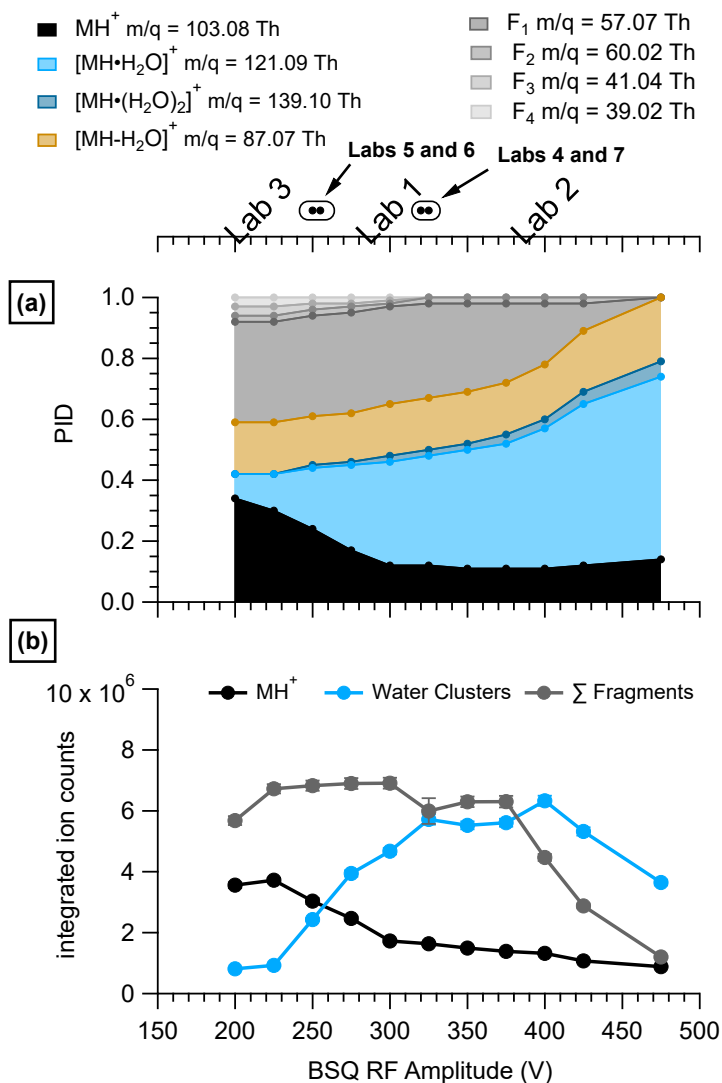 MH+ m/q = 103.08 Th
[MH•H2O]+ m/q = 121.09 Th
[MH•(H2O)2]+ m/q = 139.10 Th
[MH-H2O]+ m/q = 87.07 Th
F1 m/q = 57.07 Th
F2 m/q = 60.02 Th
F3 m/q = 41.04 Th
F4 m/q = 39.02 Th
Labs 5 and 6
Labs 4 and 7
Lab 3
Lab 1
Lab 2
(a)
1.0
0.8
0.6
0.4
0.2
0.0
PID
(b)
10 x 10^6
8
6
4
2
0
integrated ion counts
MH+ Water Clusters ∑ Fragments
150 200 250 300 350 400 450 500
BSQ RF Amplitude (V)